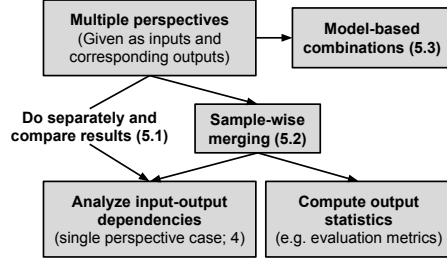 Multiple perspectives
(Given as inputs and
corresponding outputs)
Model-based
combinations (5.3)
Do separately and
compare results (5.1)
Sample-wise
merging (5.2)
Analyze input-output
dependencies
(single perspective case; 4)
Compute output
statistics
(e.g. evaluation metrics)